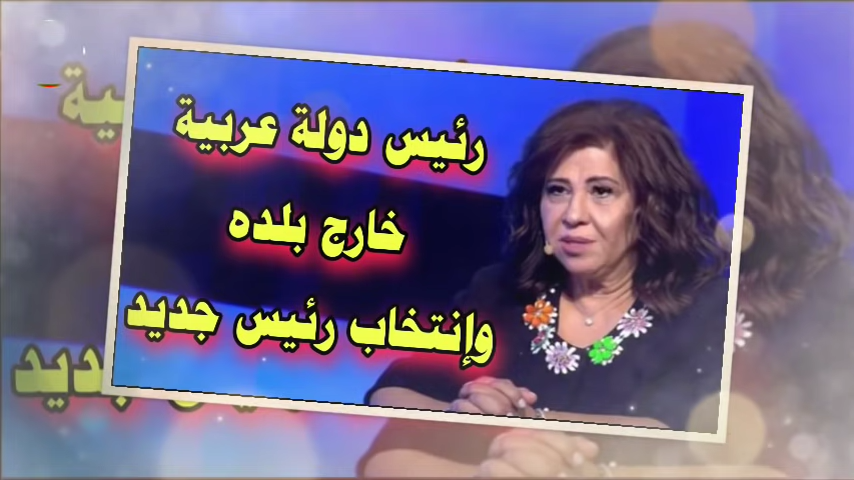 رئيس دولة عربية
خارج بلده
وإنتخاب رئيس جديد